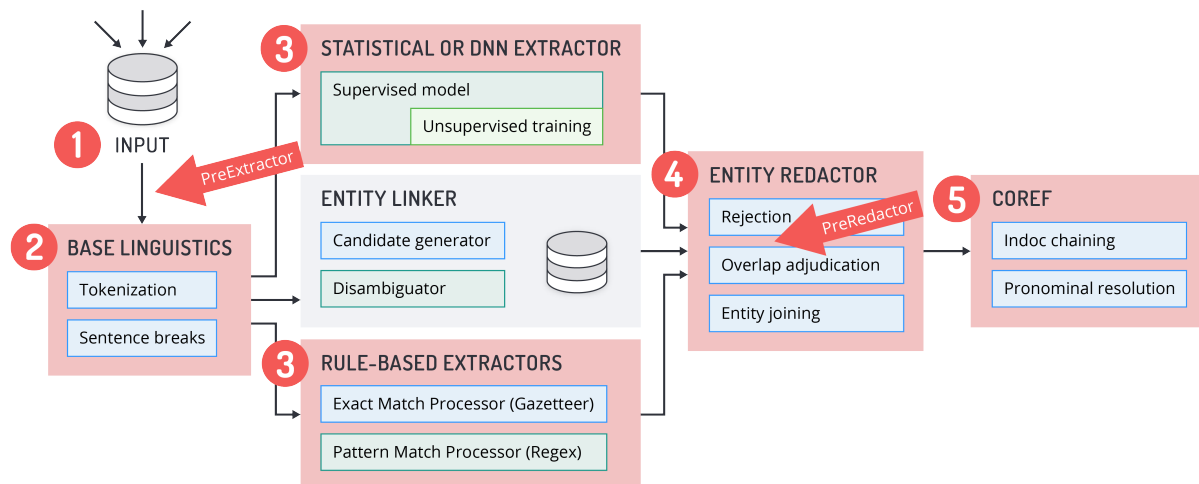 1
INPUT
2
BASE LINGUISTICS
Tokenization
Sentence breaks
PreExtractor
3
STATISTICAL OR DNN EXTRACTOR
Supervised model
Unsupervised training
ENTITY LINKER
Candidate generator
Disambiguator
3
RULE-BASED EXTRACTORS
Exact Match Processor (Gazetteer)
Pattern Match Processor (Regex)
4
ENTITY REDACTOR
Rejection
PreRedactor
Overlap adjudication
Entity joining
5
COREF
Indoc chaining
Pronominal resolution